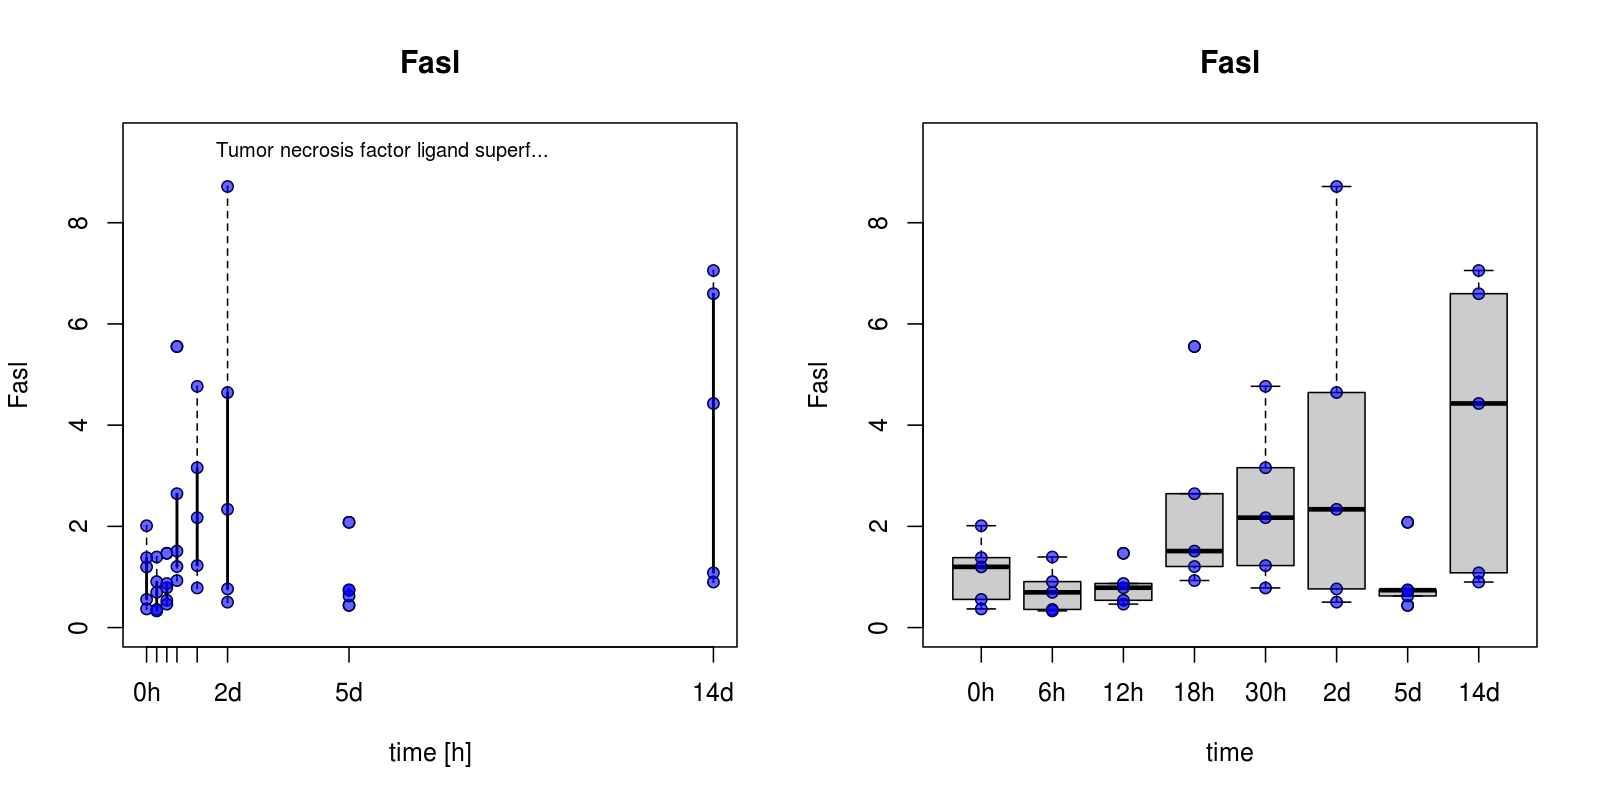 Fasl
Tumor necrosis factor ligand superf...
Fasl
8
6
4
2
0
0h 2d 5d 14d
time [h]
Fasl
Fasl
8
6
4
2
0
0h 6h 12h 18h 30h 2d 5d 14d
time